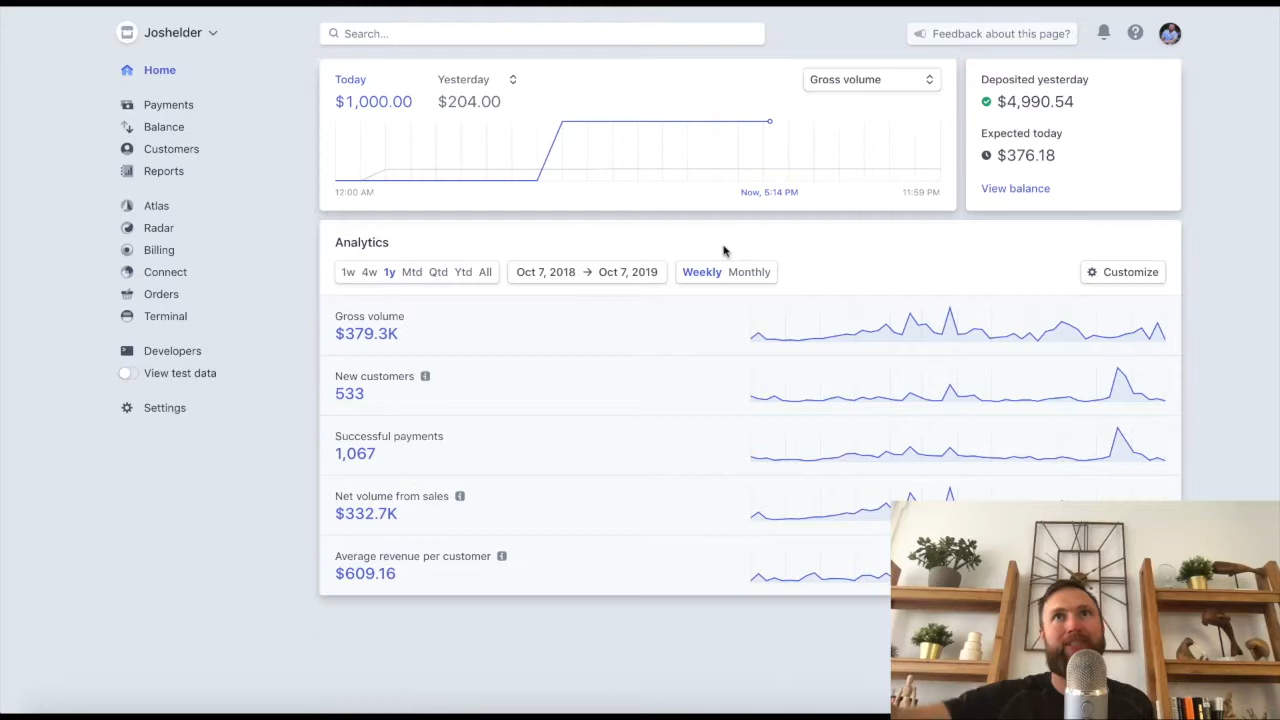 Joshelder
Search...
Feedback about this page?
Home
Payments
Balance
Customers
Reports
Atlas
Radar
Billing
Connect
Orders
Terminal
Developers
View test data
Settings
Today
Yesterday
Gross volume
$1,000.00
$204.00
12:00 AM
Now, 5:14 PM
11:59 PM
Deposited yesterday
$4,990.54
Expected today
$376.18
View balance
Analytics
1w 4w 1y Mtd Qtd Ytd All
Oct 7, 2018 → Oct 7, 2019
Weekly Monthly
Customize
Gross volume
$379.3K
New customers
533
Successful payments
1,067
Net volume from sales
$332.7K
Average revenue per customer
$609.16